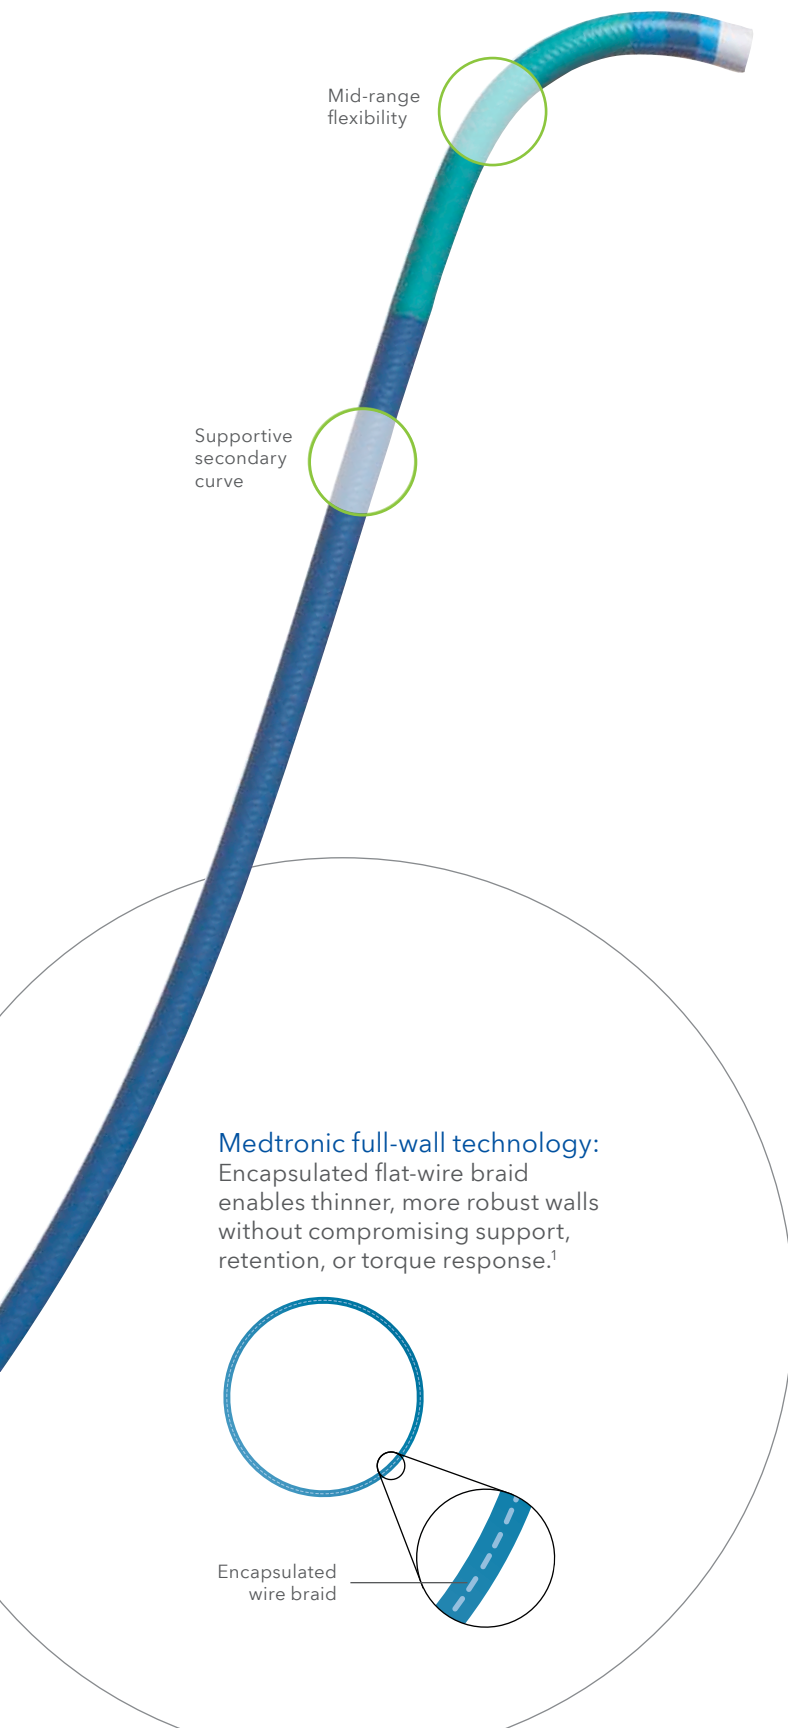 Mid-range
flexibility
Supportive
secondary
curve
Medtronic full-wall technology:
Encapsulated flat-wire braid
enables thinner, more robust walls
without compromising support,
retention, or torque response.¹
Encapsulated
wire braid